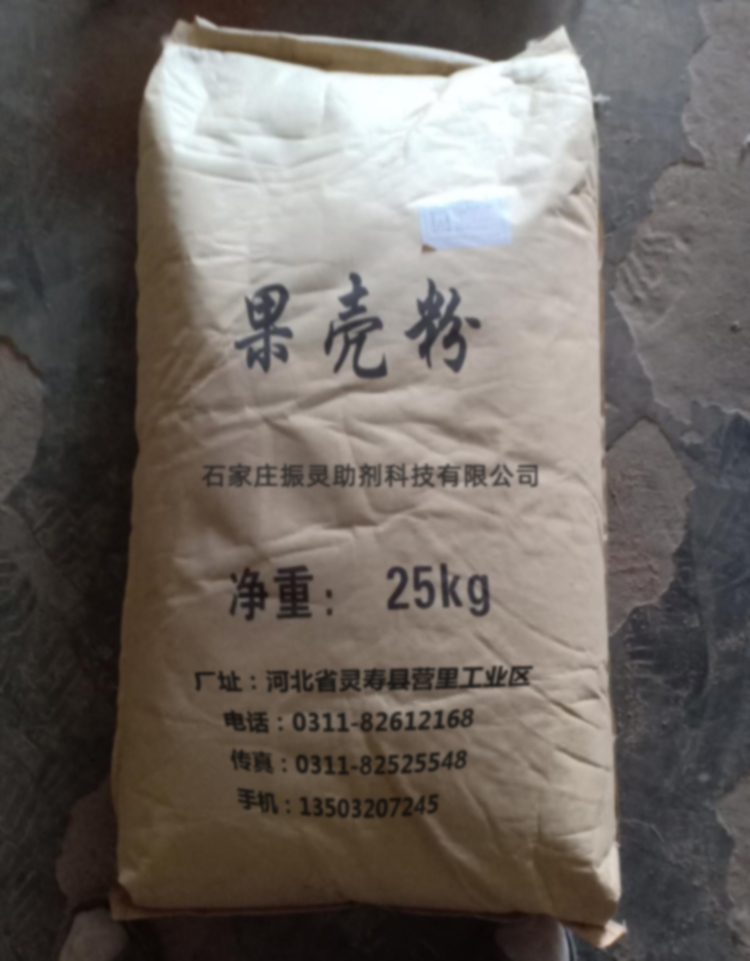 果壳粉
石家庄振灵助剂科技有限公司
净重： 25kg
厂址：河北省灵寿县营里工业区
电话：0311-82612168
传真：0311-82525548
手机：13503207245